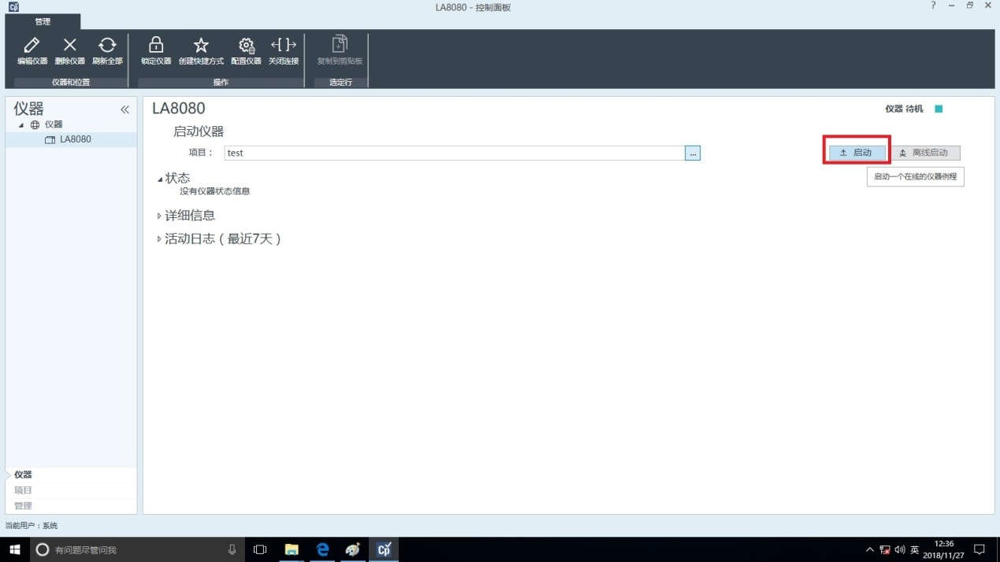 LA8080 - 控制面板
管理
编辑仪器 删除仪器 刷新全部 锁定仪器 创建快捷方式 配置仪器 关闭连接 复制到剪贴板
仪器和位置 操作 选定行
仪器
仪器
LA8080
LA8080
仪器 待机
启动仪器
项目： test ... 启动 离线启动
启动一个在线的仪器例程
状态
没有仪器状态信息
详细信息
活动日志（最近7天）
仪器
项目
管理
当前用户：系统
有问题尽管问我
英
12:36
2018/11/27